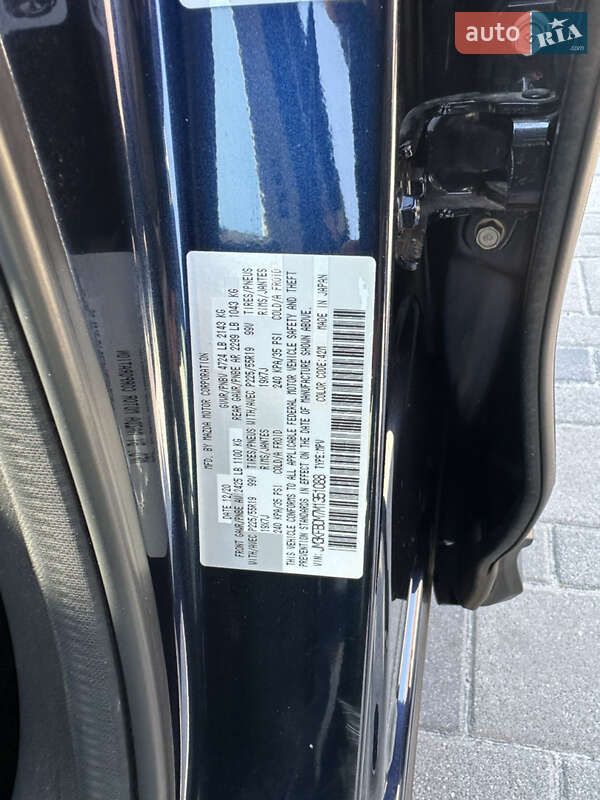 auto RIA
.com
MFD. BY MAZDA MOTOR CORPORATION
DATE: 12/20 GVWR/PNBV 4724 LB 2143 KG
FRONT GAWR/PNBE AV 2425 LB 1100 KG REAR GAWR/PNBE AR 2299 LB 1043 KG
WITH/AVEC P225/55R19 99V TIRES/PNEUS WITH/AVEC P225/55R19 99V TIRES/PNEUS
19X7J RIMS/JANTES 19X7J RIMS/JANTES
240 KPA/35 PSI COLD/A FROID 240 KPA/35 PSI COLD/A FROID
THIS VEHICLE CONFORMS TO ALL APPLICABLE FEDERAL MOTOR VEHICLE SAFETY AND THEFT
PREVENTION STANDARDS IN EFFECT ON THE DATE OF MANUFACTURE SHOWN ABOVE.
TYPE:MPV COLOR CODE:42M MADE IN JAPAN